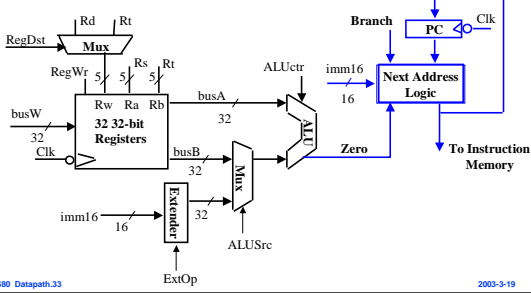 Rd Rt
RegDst
Mux
RegWr 5 5 Rs 5 Rt
busW 32
Rw Ra Rb
32 32-bit
Registers
Clk
busA 32
busB 32
ALUctr
ALU
Mux
32
imm16 16
Extender
ExtOp
ALUSrc
Zero
Branch
PC
Clk
imm16
16
Next Address
Logic
To Instruction
Memory
680 Datapath.33
2003-3-19